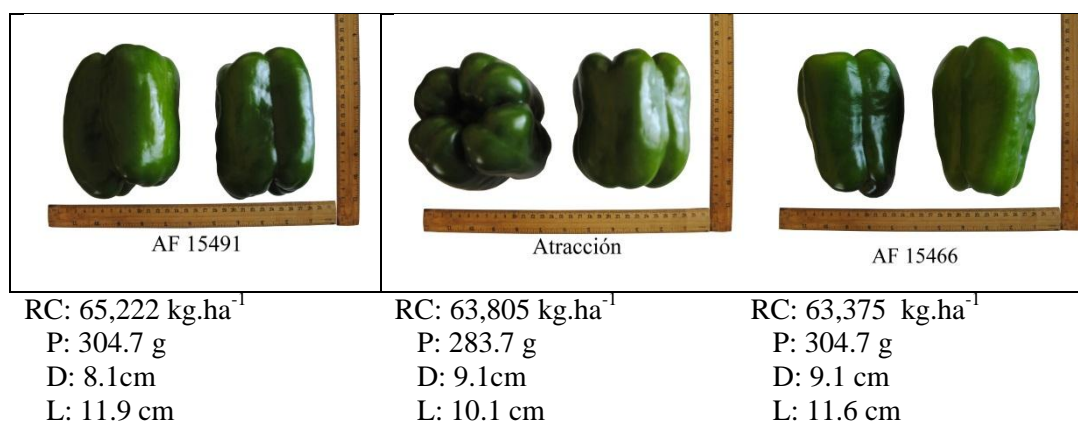 AF 15491
Atracción
AF 15466
RC: 65,222 kg.ha-1
P: 304.7 g
D: 8.1cm
L: 11.9 cm
RC: 63,805 kg.ha-1
P: 283.7 g
D: 9.1cm
L: 10.1 cm
RC: 63,375 kg.ha-1
P: 304.7 g
D: 9.1 cm
L: 11.6 cm